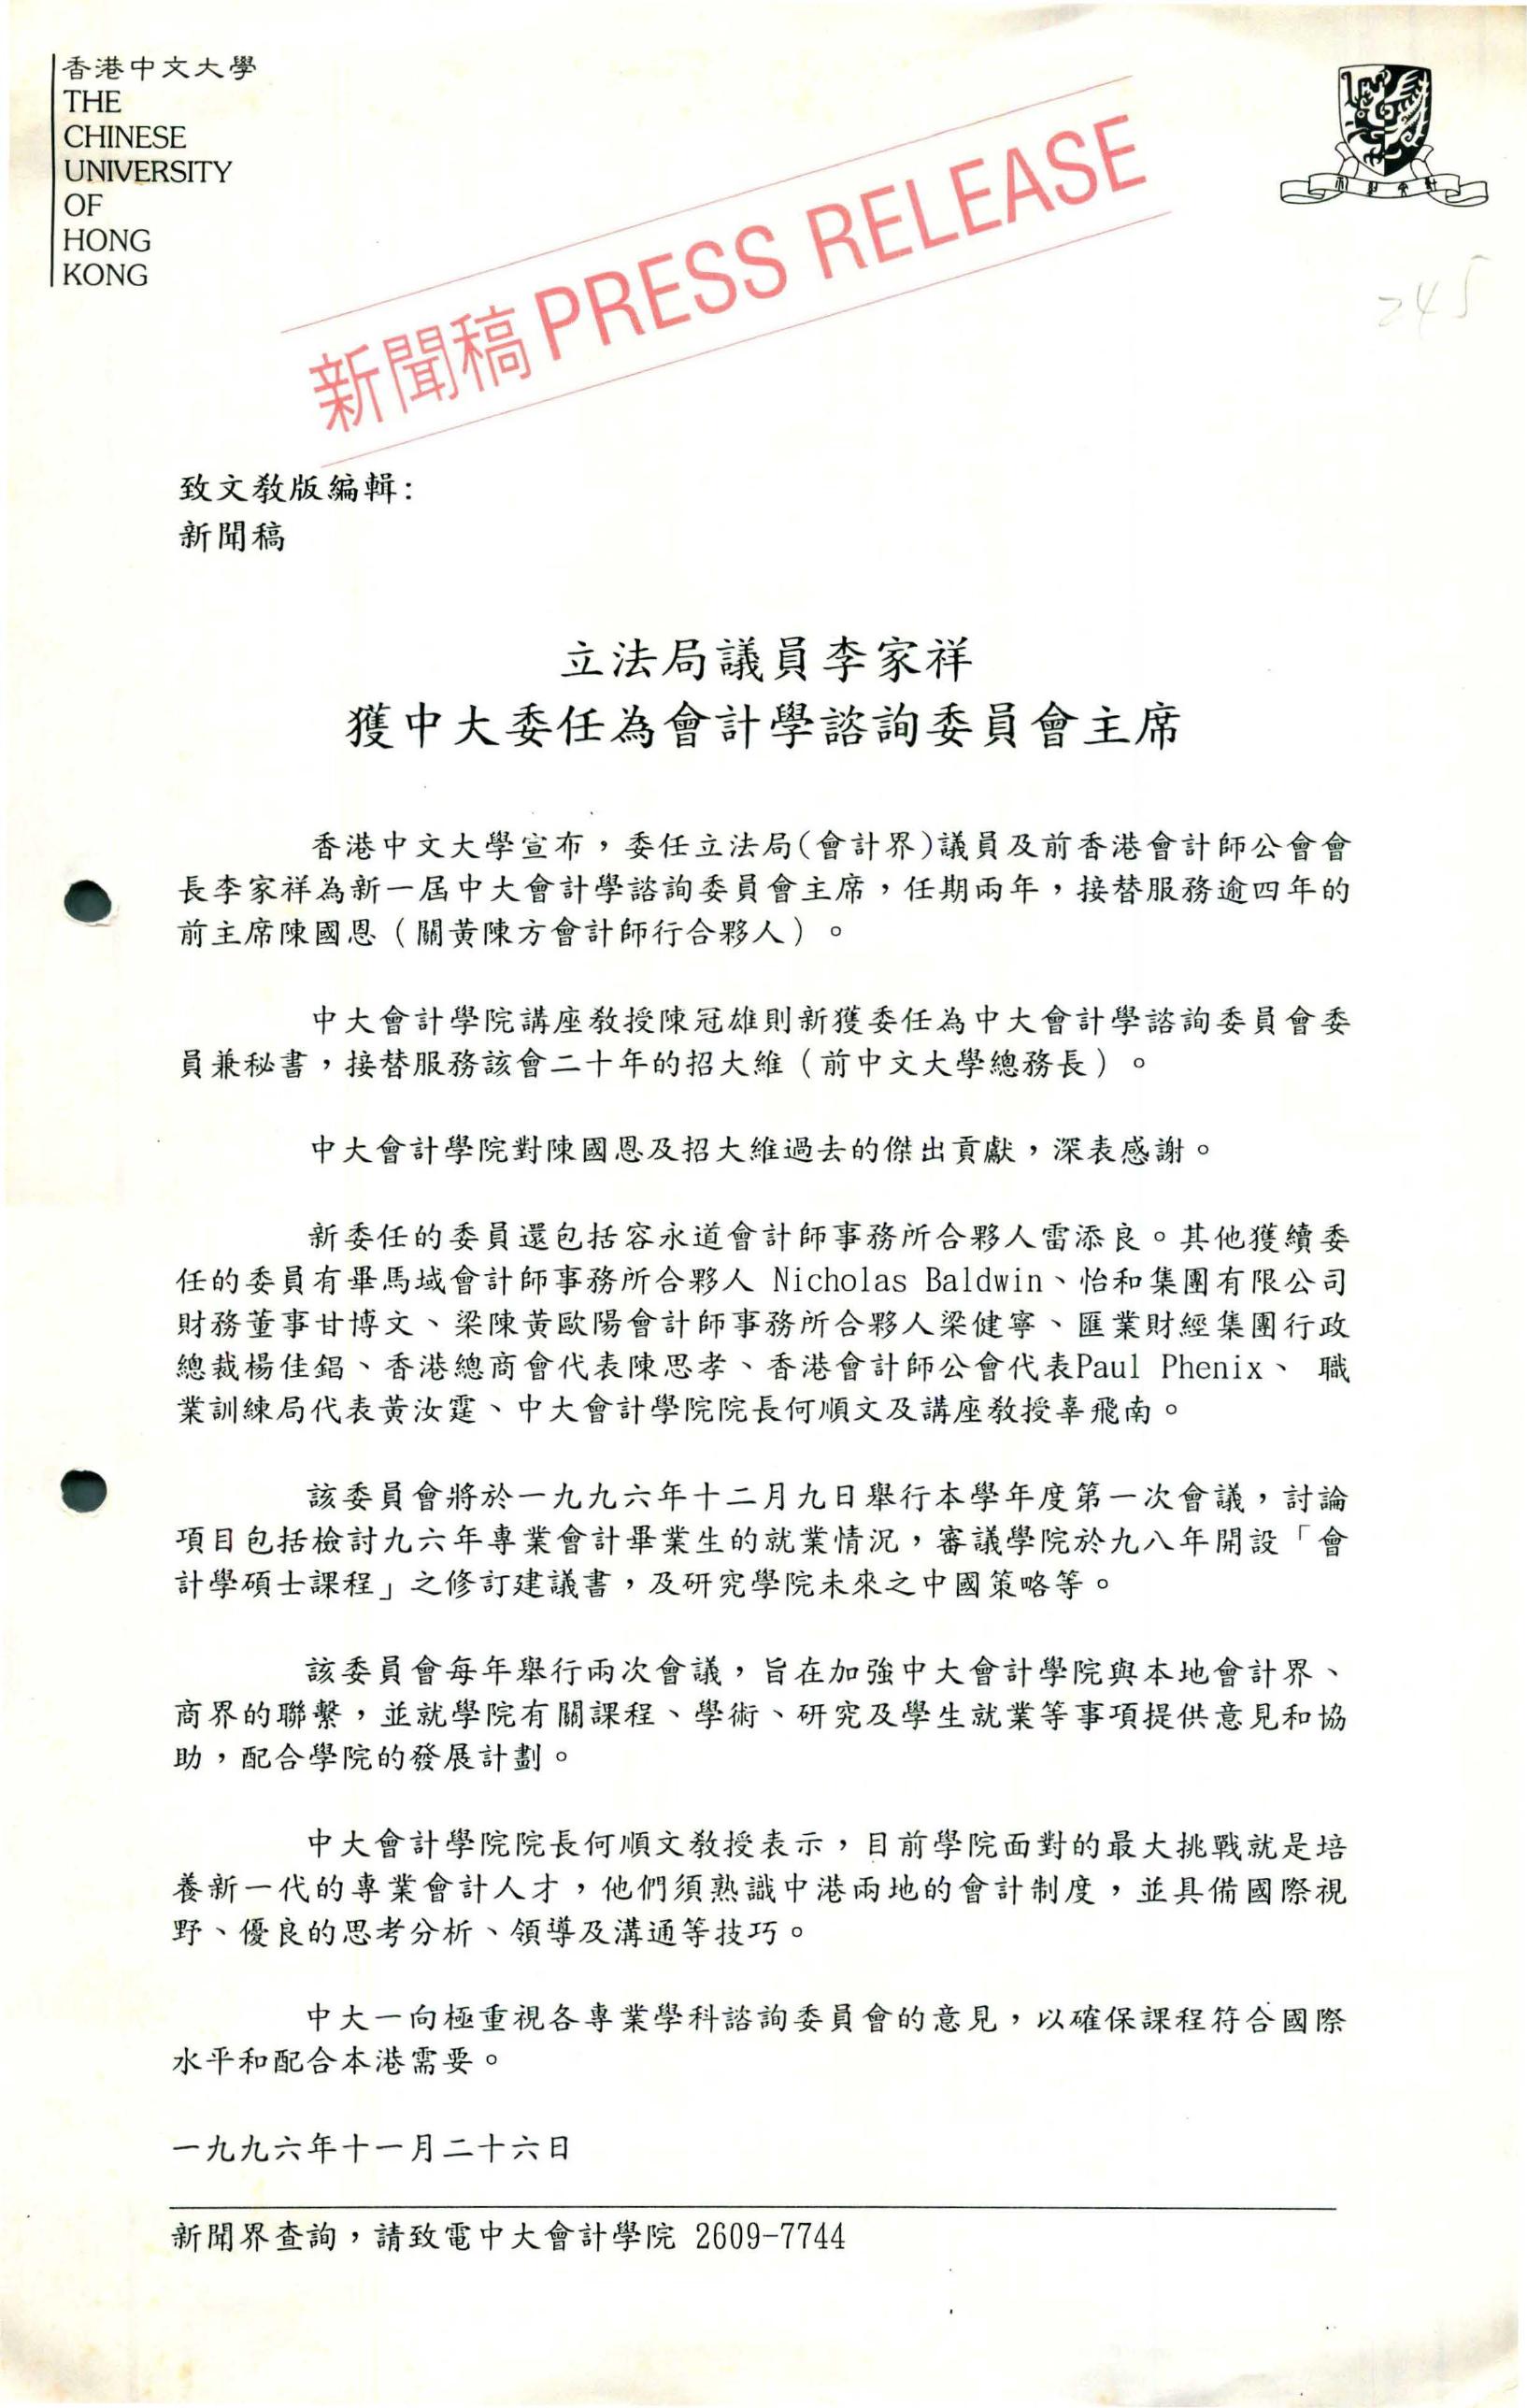 香港中文大學
THE
CHINESE
UNIVERSITY
OF
HONG
KONG
新聞稿 PRESS RELEASE
245
致文教版編輯:
新聞稿
立法局議員李家祥
獲中大委任為會計學諮詢委員會主席
香港中文大學宣布，委任立法局(會計界)議員及前香港會計師公會會
長李家祥為新一屆中大會計學諮詢委員會主席，任期兩年，接替服務逾四年的
前主席陳國恩（關黃陳方會計師行合夥人）。
中大會計學院講座教授陳冠雄則新獲委任為中大會計學諮詢委員會委
員兼秘書，接替服務該會二十年的招大維（前中文大學總務長）。
中大會計學院對陳國恩及招大維過去的傑出貢獻，深表感謝。
新委任的委員還包括容永道會計師事務所合夥人雷添良。其他獲續委
任的委員有畢馬域會計師事務所合夥人 Nicholas Baldwin、怡和集團有限公司
財務董事甘博文、梁陳黃歐陽會計師事務所合夥人梁健寧、匯業財經集團行政
總裁楊佳錩、香港總商會代表陳思孝、香港會計師公會代表Paul Phenix、 職
業訓練局代表黃汝霆、中大會計學院院長何順文及講座教授辜飛南。
該委員會將於一九九六年十二月九日舉行本學年度第一次會議，討論
項目包括檢討九六年專業會計畢業生的就業情況，審議學院於九八年開設「會
計學碩士課程」之修訂建議書，及研究學院未來之中國策略等。
該委員會每年舉行兩次會議，旨在加強中大會計學院與本地會計界、
商界的聯繫，並就學院有關課程、學術、研究及學生就業等事項提供意見和協
助，配合學院的發展計劃。
中大會計學院院長何順文教授表示，目前學院面對的最大挑戰就是培
養新一代的專業會計人才，他們須熟識中港兩地的會計制度，並具備國際視
野、優良的思考分析、領導及溝通等技巧。
中大一向極重視各專業學科諮詢委員會的意見，以確保課程符合國際
水平和配合本港需要。
一九九六年十一月二十六日
新聞界查詢，請致電中大會計學院 2609-7744